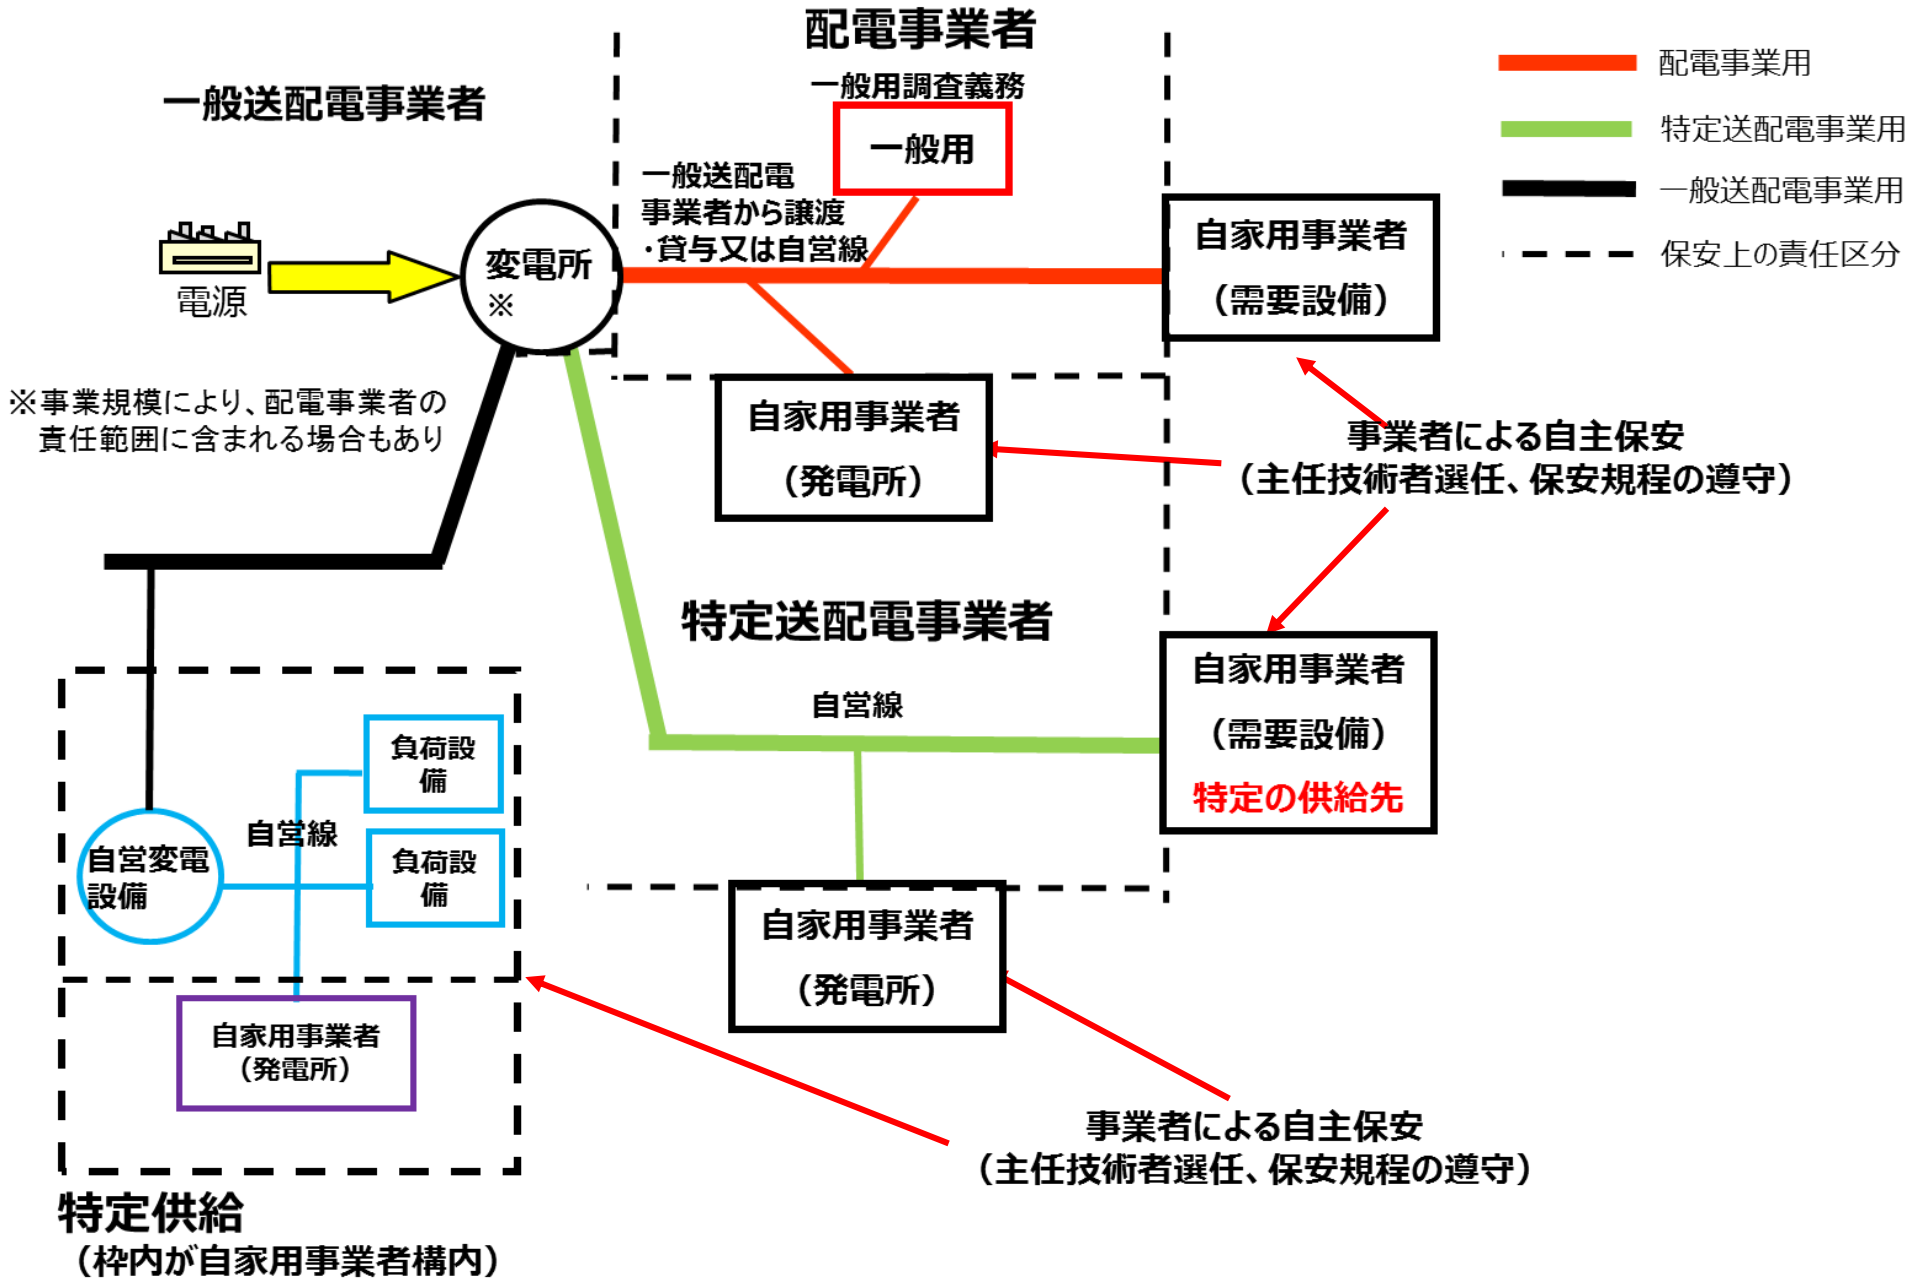 配電事業者
一般用調査義務
一般用
一般送配電事業者
一般送配電
事業者から譲渡
・貸与又は自営線
配電事業用
特定送配電事業用
一般送配電事業用
保安上の責任区分
電源
変電所
※
自家用事業者
（需要設備）
※事業規模により、配電事業者の
責任範囲に含まれる場合もあり
自家用事業者
（発電所）
事業者による自主保安
（主任技術者選任、保安規程の遵守）
特定送配電事業者
自営線
自家用事業者
（需要設備）
特定の供給先
負荷設
備
自営線
自営変電
設備
負荷設
備
自家用事業者
（発電所）
自家用事業者
（発電所）
事業者による自主保安
（主任技術者選任、保安規程の遵守）
特定供給
（枠内が自家用事業者構内）